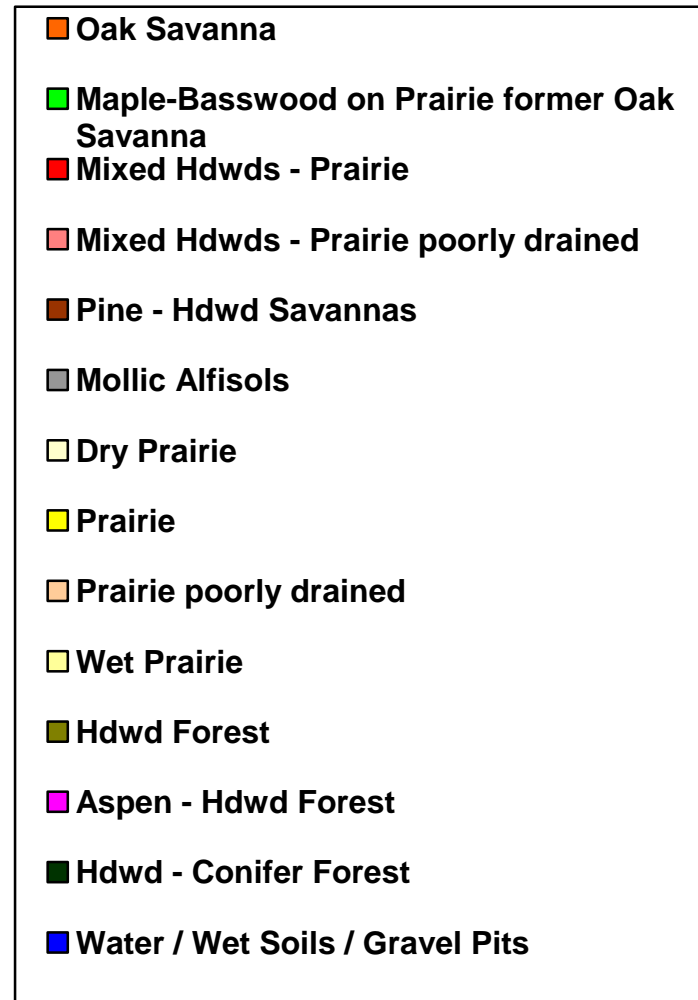 Oak Savanna
Maple-Basswood on Prairie former Oak
Savanna
Mixed Hdwds - Prairie
Mixed Hdwds - Prairie poorly drained
Pine - Hdwd Savannas
Mollic Alfisols
Dry Prairie
Prairie
Prairie poorly drained
Wet Prairie
Hdwd Forest
Aspen - Hdwd Forest
Hdwd - Conifer Forest
Water / Wet Soils / Gravel Pits